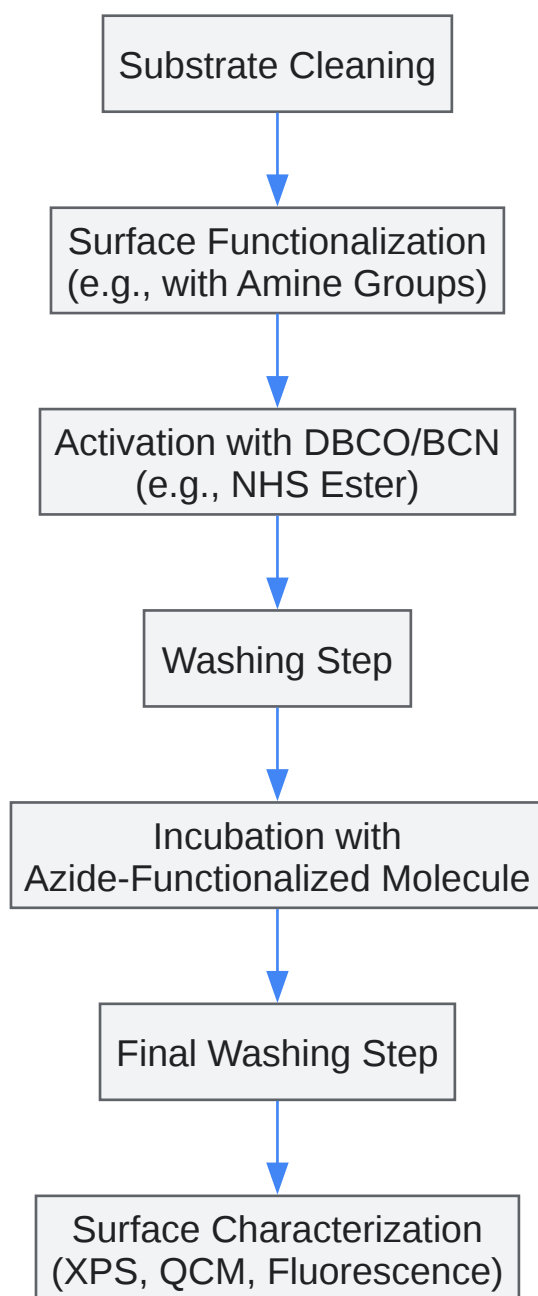 Substrate Cleaning
Surface Functionalization
(e.g., with Amine Groups)
Activation with DBCO/BCN
(e.g., NHS Ester)
Washing Step
Incubation with
Azide-Functionalized Molecule
Final Washing Step
Surface Characterization
(XPS, QCM, Fluorescence)